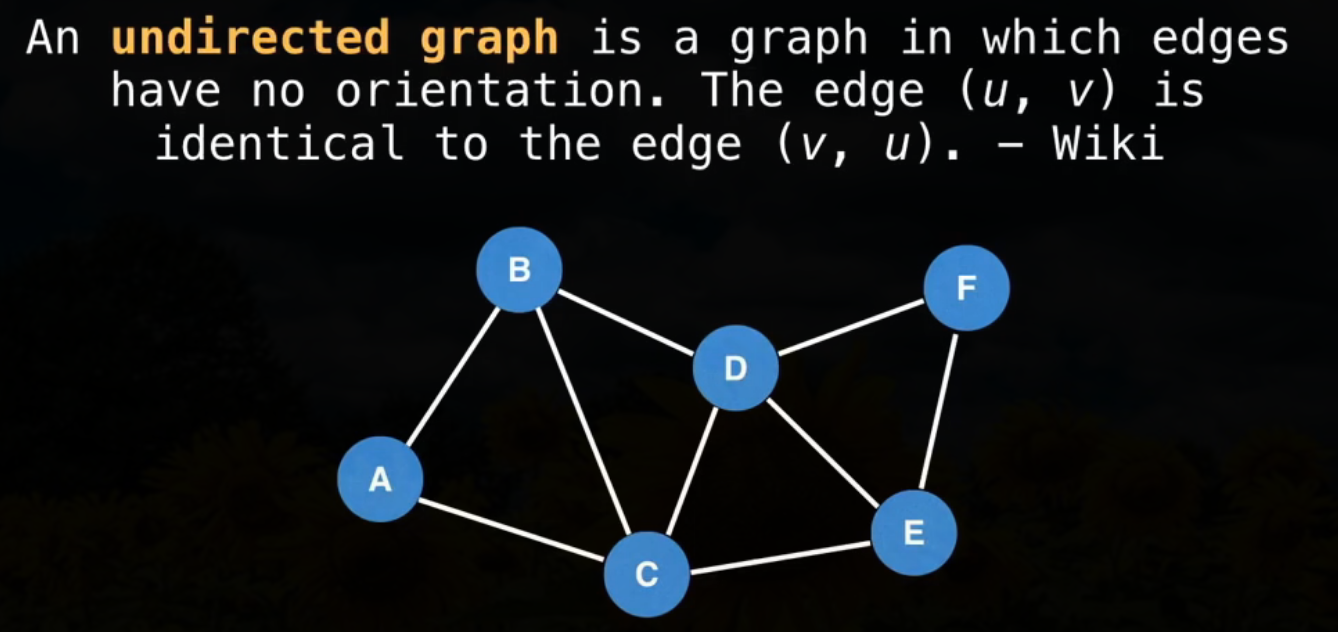 An undirected graph is a graph in which edges
have no orientation. The edge (u, v) is
identical to the edge (v, u). – Wiki
B
F
D
A
E
C